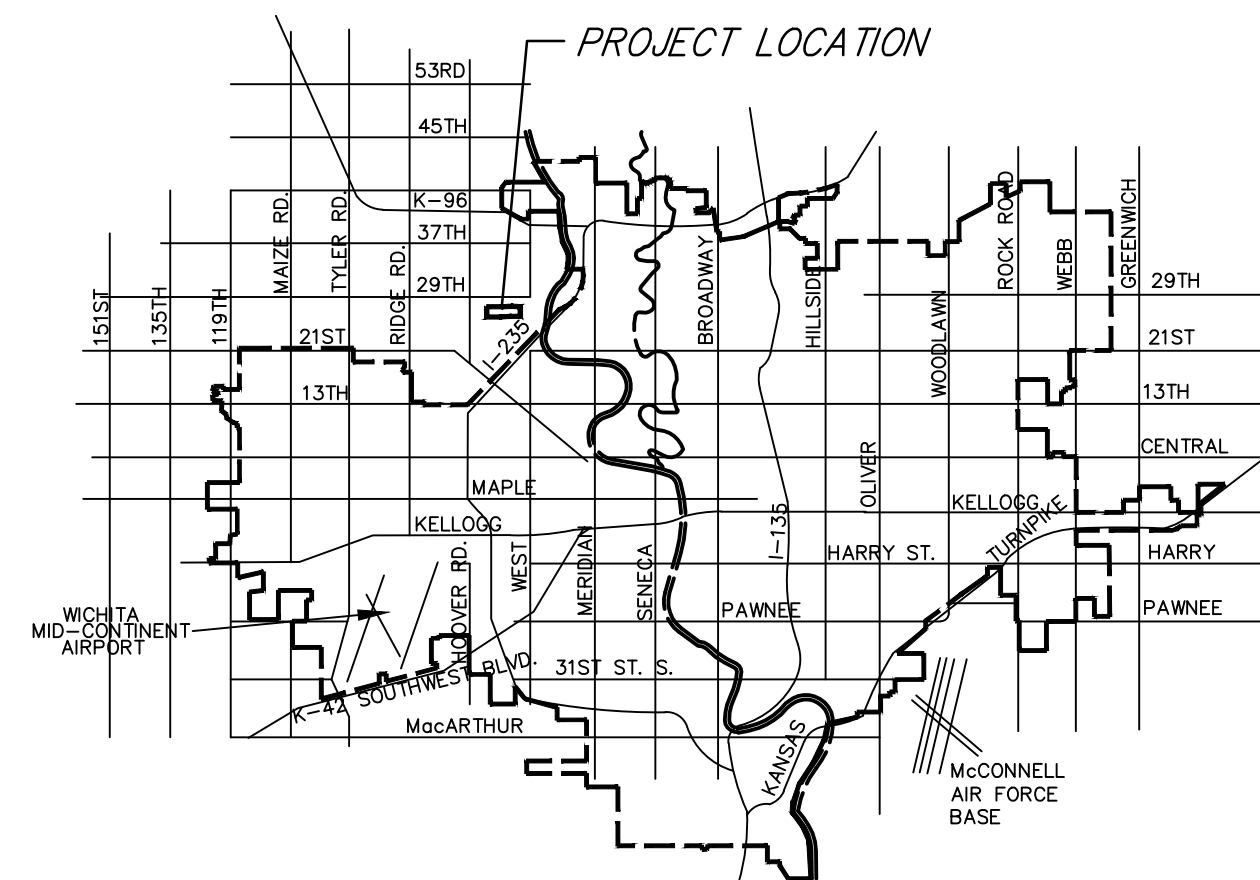 PROJECT LOCATION
53RD
45TH
K-96
37TH
29TH
MAIZE RD.
TYLER RD.
RIDGE RD.
151ST
135TH
119TH
21ST
13TH
I-235
BROADWAY
HILLSIDE
WOODLAWN
ROCK ROAD
WEBB
GREENWICH
29TH
21ST
13TH
CENTRAL
OLIVER
MAPLE
KELLOGG
KELLOGG
TURNPIKE
I-135
HARRY ST.
HARRY
HOOVER RD.
WEST
MERIDIAN
SENECA
PAWNEE
PAWNEE
WICHITA
MID-CONTINENT
AIRPORT
31ST ST. S.
K-42 SOUTHWEST BLVD.
MacARTHUR
KANSAS
McCONNELL
AIR FORCE
BASE